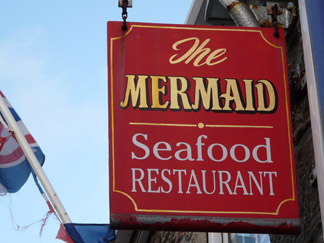 The
MERMAID
Seafood
RESTAURANT